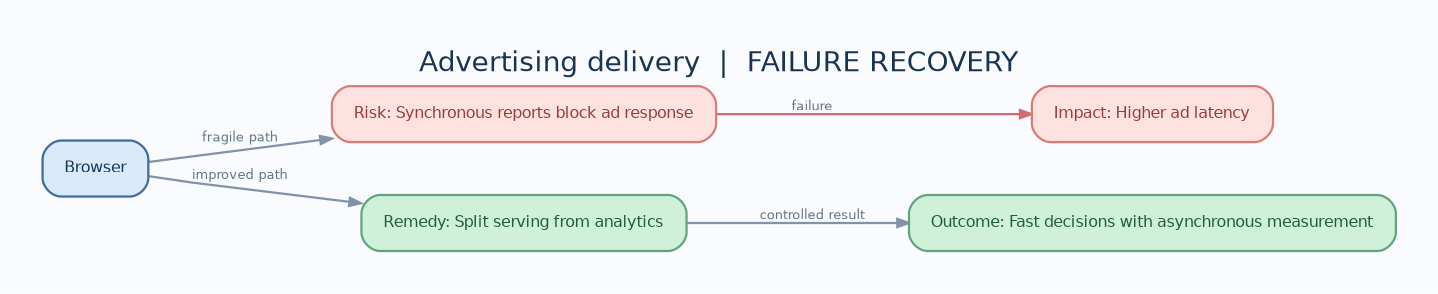 Advertising delivery | FAILURE RECOVERY
Risk: Synchronous reports block ad response
failure
Impact: Higher ad latency
fragile path
Browser
improved path
Remedy: Split serving from analytics
controlled result
Outcome: Fast decisions with asynchronous measurement